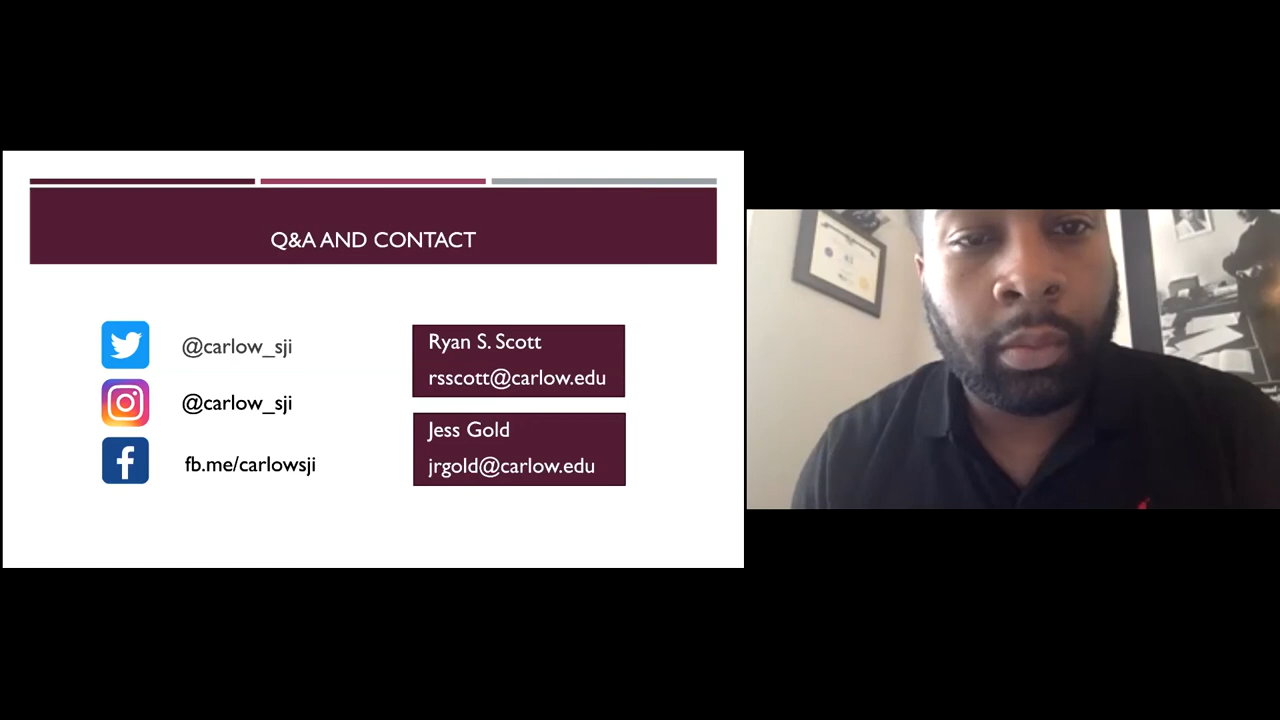 Q&A AND CONTACT
@carlow_sji
@carlow_sji
fb.me/carlowsji
Ryan S. Scott
rsscott@carlow.edu
Jess Gold
jrgold@carlow.edu